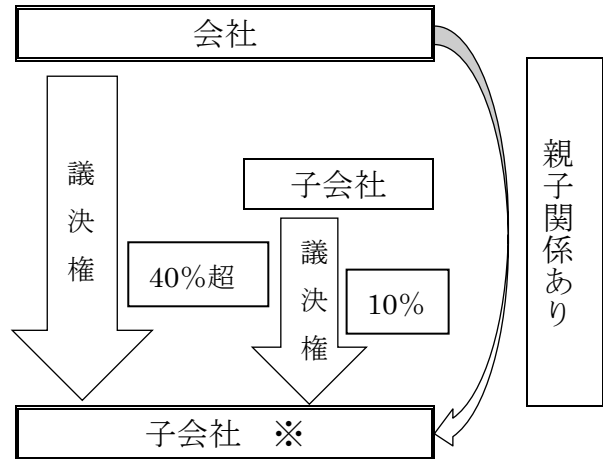 会社
議決権
子会社
40%超
議決権
10%
親子関係あり
子会社　※